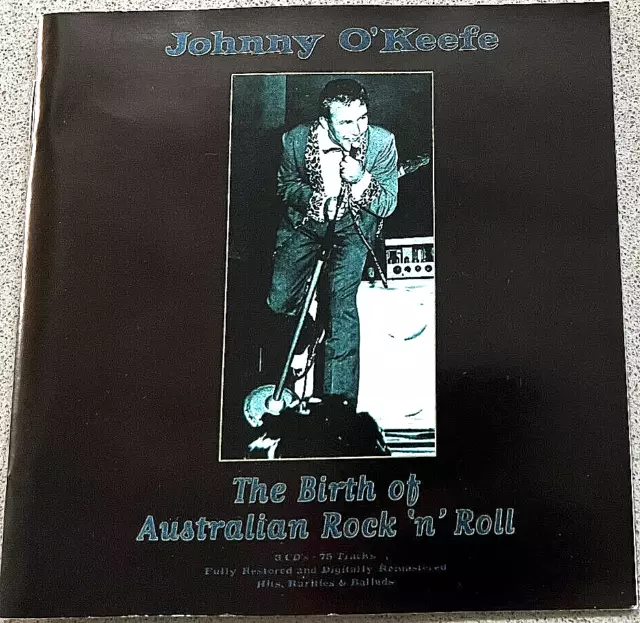 Johnny O'Keefe
The Birth of
Australian Rock 'n' Roll
3 CD's - 75 Tracks
Fully Restored and Digitally Remastered
Hits, Rarities & Ballads